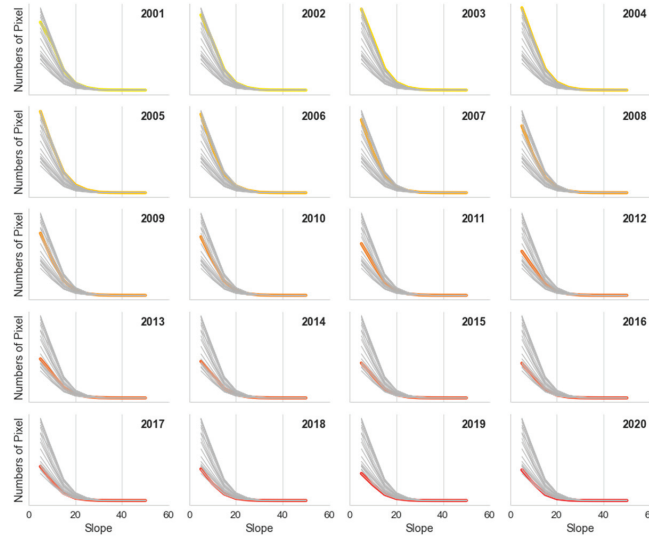 Numbers of Pixel 2001 2002 2003 2004
Numbers of Pixel 2005 2006 2007 2008
Numbers of Pixel 2009 2010 2011 2012
Numbers of Pixel 2013 2014 2015 2016
Numbers of Pixel 2017 2018 2019 2020
0 20 40 60 0 20 40 60 0 20 40 60 0 20 40 60
Slope Slope Slope Slope